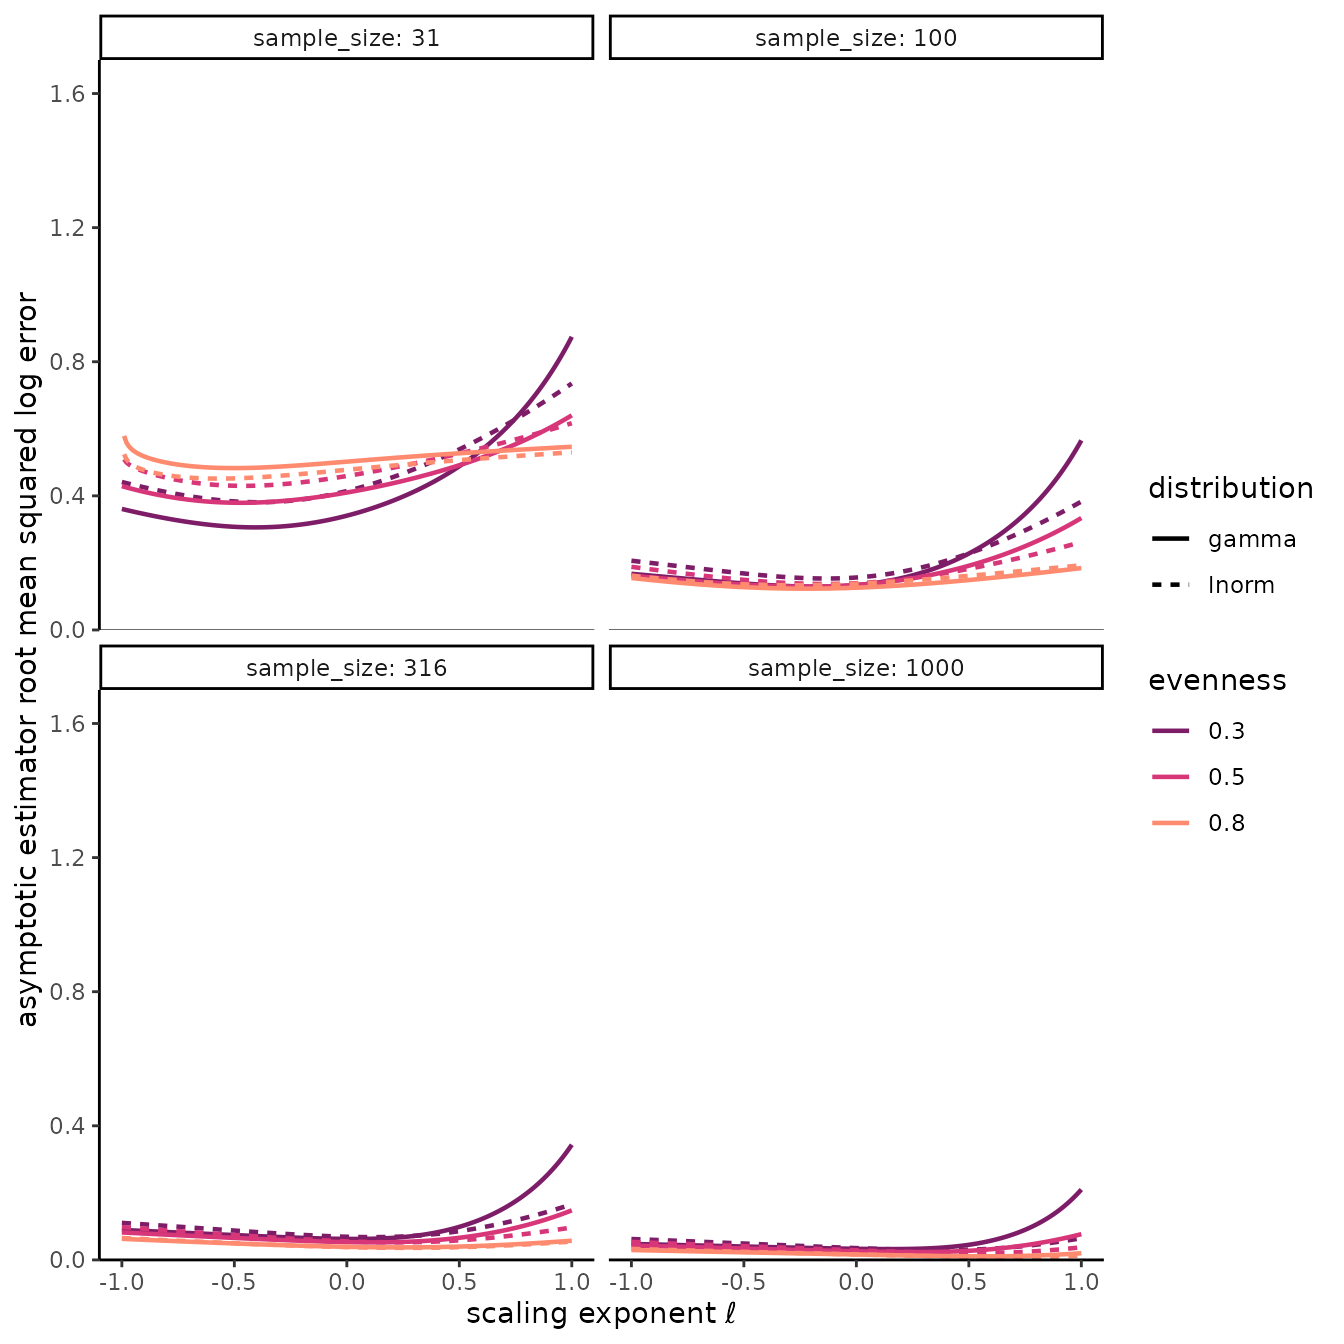 sample_size: 31
sample_size: 100
1.6
1.2
0.8
0.4
0.0
sample_size: 316
sample_size: 1000
1.6
1.2
0.8
0.4
0.0
-1.0 -0.5 0.0 0.5 1.0
-1.0 -0.5 0.0 0.5 1.0
scaling exponent ℓ
asymptotic estimator root mean squared log error
distribution
gamma
lnorm
evenness
0.3
0.5
0.8